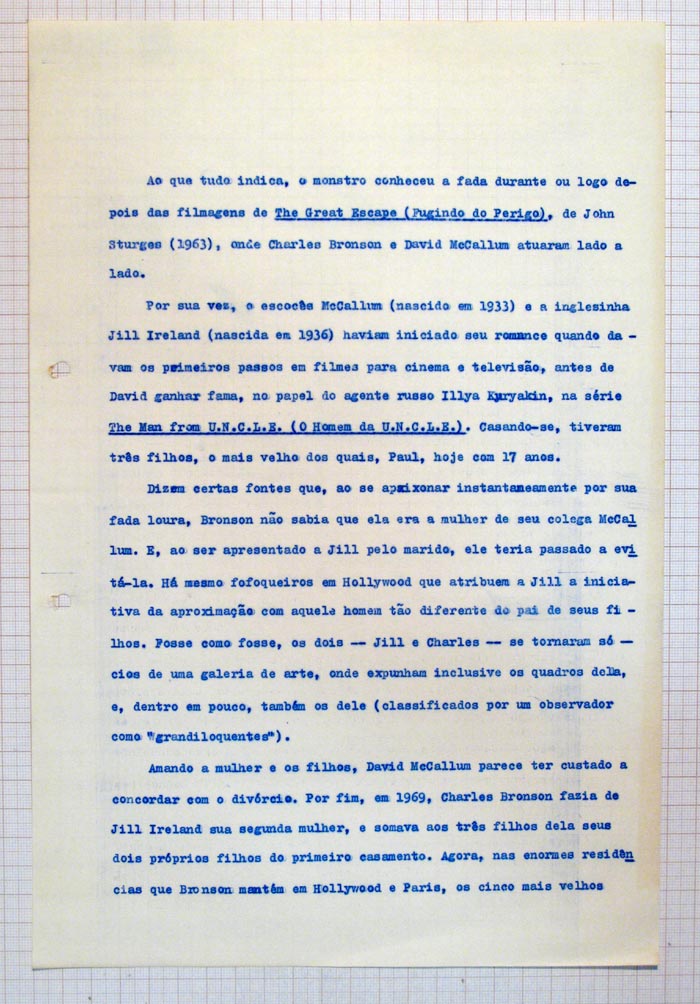 Ao que tudo indica, o monstro conheceu a fada durante ou logo de-
pois das filmagens de The Great Escape (Fugindo do Perigo), de John
Sturges (1963), onde Charles Bronson e David McCallum atuaram lado a
lado.
Por sua vez, o escocês McCallum (nascido em 1933) e a inglesinha
Jill Ireland (nascida em 1936) haviam iniciado seu romance quando da -
vam os primeiros passos em filmes para cinema e televisão, antes de
David ganhar fama, no papel do agente russo Illya Kuryakin, na série
The Man from U.N.C.L.E. (O Homem da U.N.C.L.E.). Casando-se, tiveram
três filhos, o mais velho dos quais, Paul, hoje com 17 anos.
Dizem certas fontes que, ao se apaixonar instantaneamente por sua
fada loura, Bronson não sabia que ela era a mulher de seu colega McCal
lum. E, ao ser apresentado a Jill pelo marido, ele teria passado a evi
tá-la. Há mesmo fofoqueiros em Hollywood que atribuem a Jill a inicia-
tiva da aproximação com aquele homem tão diferente do pai de seus fi -
lhos. Fosse como fosse, os dois -- Jill e Charles -- se tornaram só -
cios de uma galeria de arte, onde expunham inclusive os quadros dela,
e, dentro em pouco, também os dele (classificados por um observador
como "grandiloquentes").
Amando a mulher e os filhos, David McCallum parece ter custado a
concordar com o divórcio. Por fim, em 1969, Charles Bronson fazia de
Jill Ireland sua segunda mulher, e somava aos três filhos dela seus
dois próprios filhos do primeiro casamento. Agora, nas enormes residên
cias que Bronson mantém em Hollywood e Paris, os cinco mais velhos